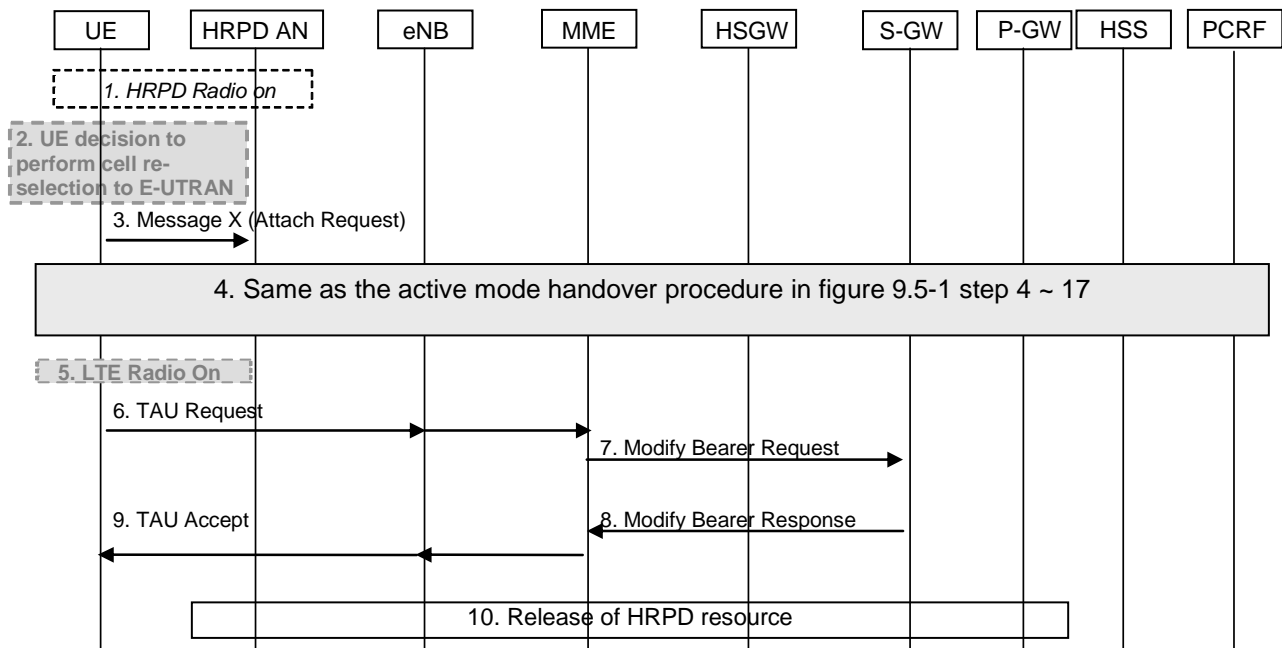 UE HRPD AN eNB MME HSGW S-GW P-GW HSS PCRF
1. HRPD Radio on
2. UE decision to
perform cell re-
selection to E-UTRAN
3. Message X (Attach Request)
4. Same as the active mode handover procedure in figure 9.5-1 step 4 ~ 17
5. LTE Radio On
6. TAU Request
7. Modify Bearer Request
9. TAU Accept
8. Modify Bearer Response
10. Release of HRPD resource